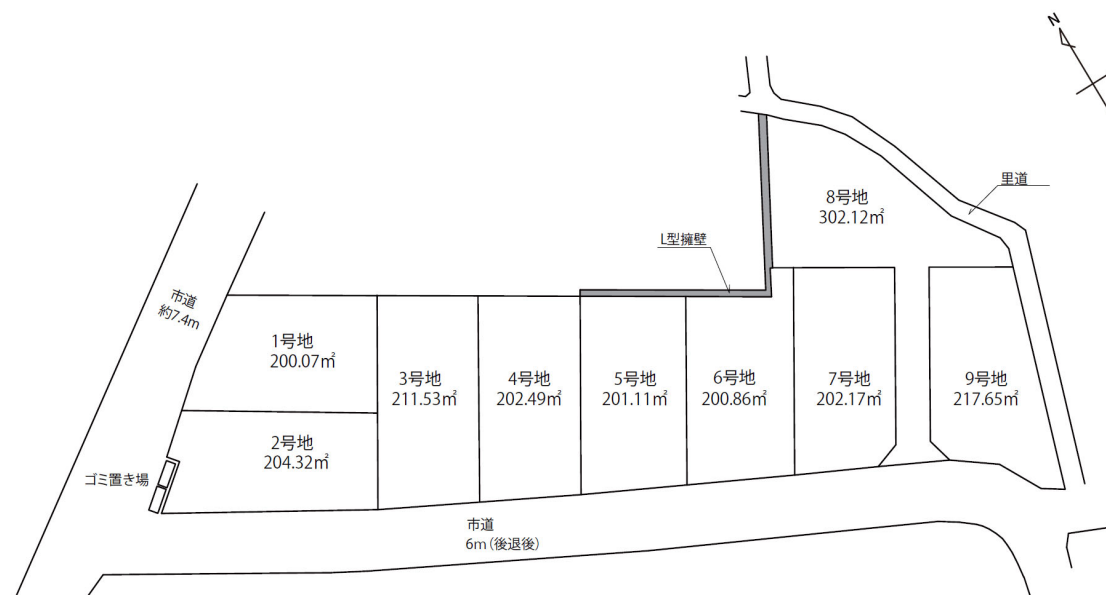 N
里道
8号地
302.12㎡
L型擁壁
市道
約7.4m
1号地
200.07㎡
3号地
211.53㎡
4号地
202.49㎡
5号地
201.11㎡
6号地
200.86㎡
7号地
202.17㎡
9号地
217.65㎡
2号地
204.32㎡
ゴミ置き場
市道
6m(後退後)